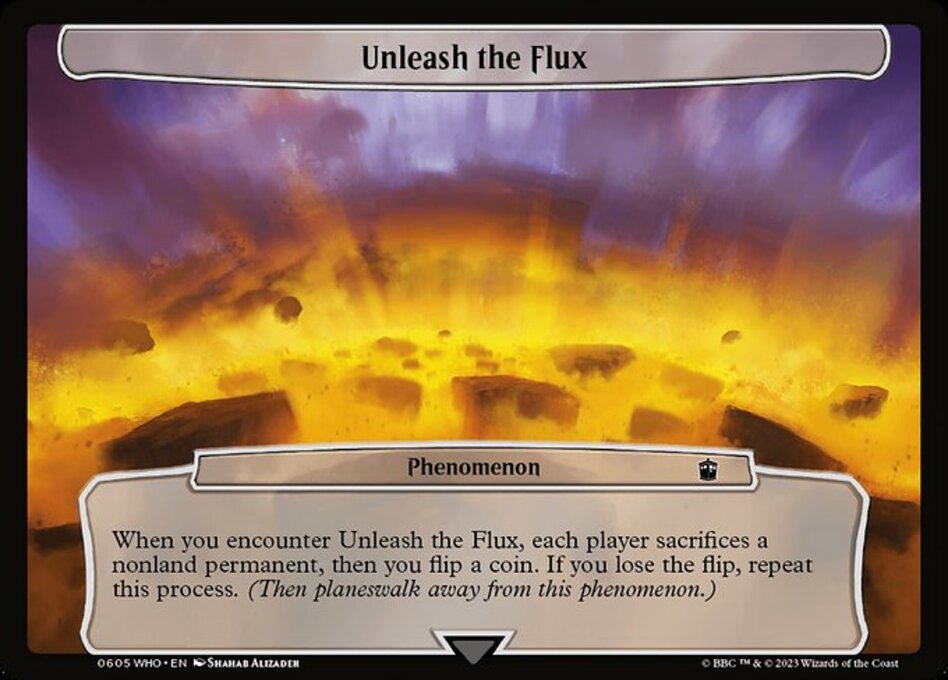 Unleash the Flux
Phenomenon
When you encounter Unleash the Flux, each player sacrifices a
nonland permanent, then you flip a coin. If you lose the flip, repeat
this process. (Then planeswalk away from this phenomenon.)
0605 WHO • EN Shahab Alizadeh
© BBC ™ & © 2023 Wizards of the Coast